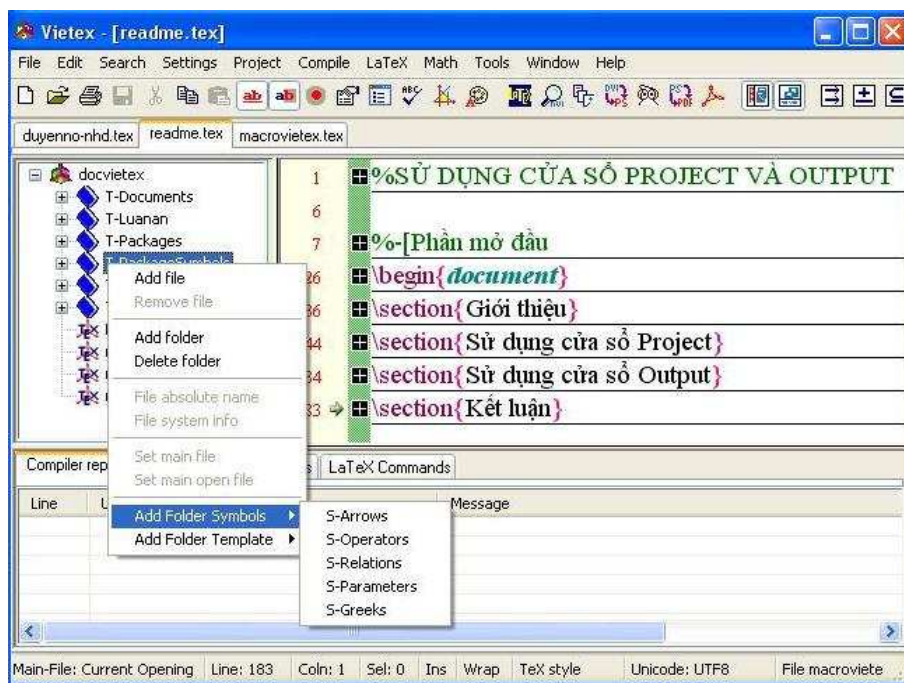 Vietex - [readme.tex]
File Edit Search Settings Project Compile LaTeX Math Tools Window Help
duyenno-nhd.tex readme.tex macrovietex.tex
docvietex
T-Documents
T-Luanan
T-Packages
T-PackageSymbols
Add file
Remove file
Add folder
Delete folder
File absolute name
File system info
Set main file
Set main open file
Add Folder Symbols
Add Folder Template
S-Arrows
S-Operators
S-Relations
S-Parameters
S-Greeks
1 %SỬ DỤNG CỬA SỔ PROJECT VÀ OUTPUT
6
7 %-[Phần mở đầu
26 \begin{document}
36 \section{Giới thiệu}
44 \section{Sử dụng cửa sổ Project}
34 \section{Sử dụng cửa sổ Output}
83 \section{Kết luận}
Compiler rep LaTeX Commands
Line Message
Main-File: Current Opening Line: 183 Coln: 1 Sel: 0 Ins Wrap TeX style Unicode: UTF8 File macroviete